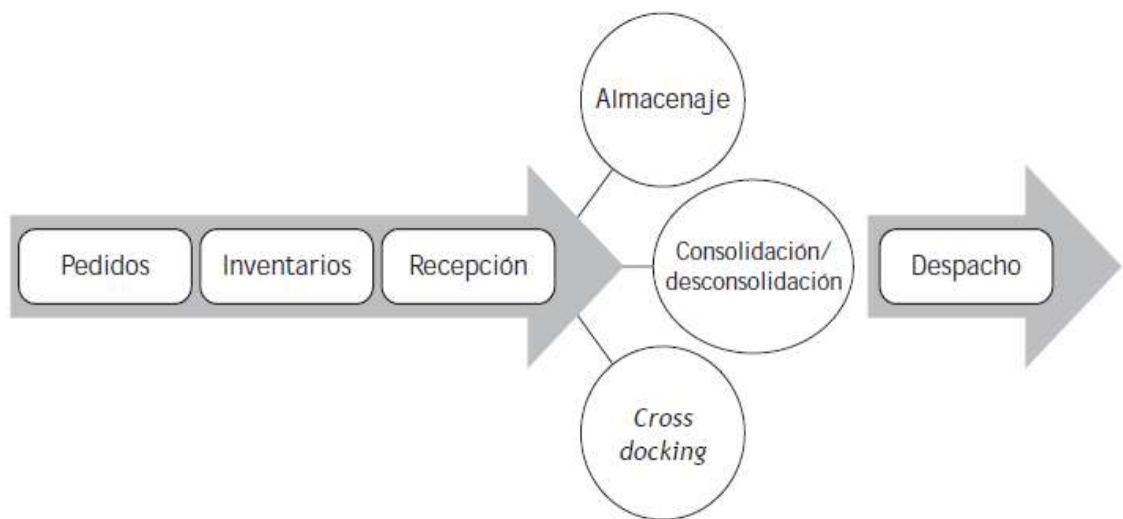 Almacenaje
Pedidos
Inventarios
Recepción
Consolidación/
desconsolidación
Despacho
Cross
docking